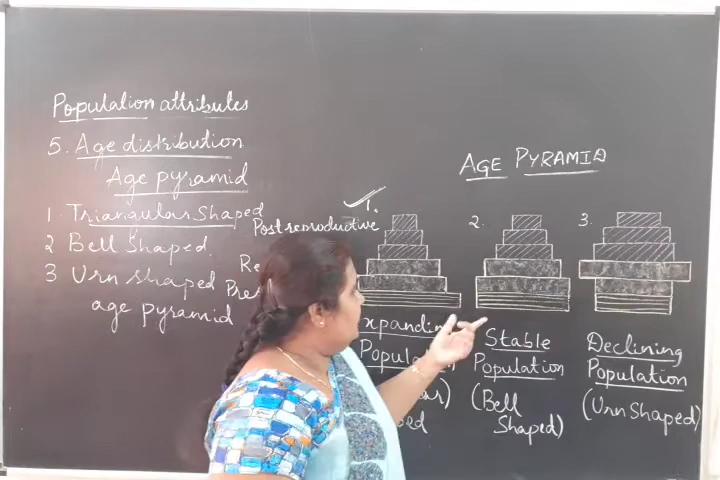 Population attributes
5. Age distribution
Age pyramid
1. Triangular Shaped
2 Bell Shaped.
3 Urn shaped
age pyramid
AGE PYRAMID
1.
2.
3.
Post reproductive
Stable
Population
(Bell
Shaped)
Declining
Population
(Urn Shaped)